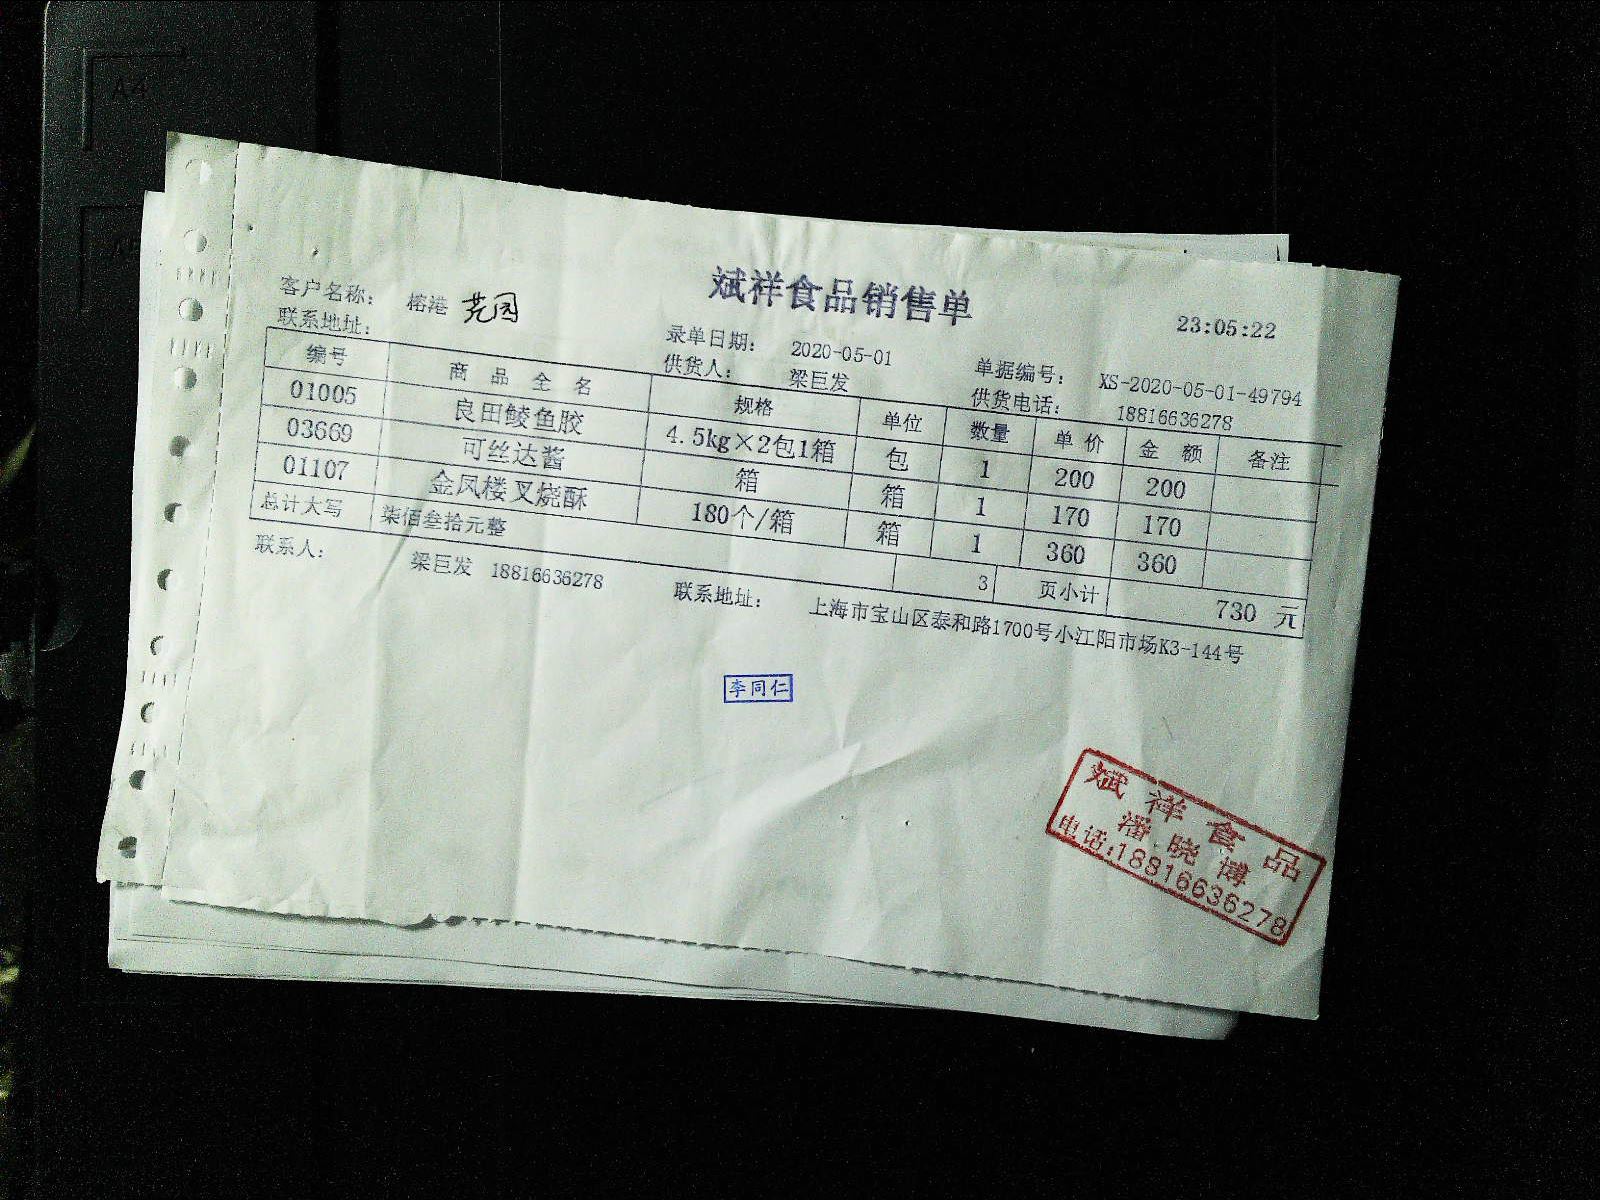 A4
斌祥食品销售单
23:05:22
客户名称： 榕港 芫园
录单日期： 2020-05-01 单据编号： XS-2020-05-01-49794
联系地址： 供货人： 梁巨发 供货电话： 18816636278
编号 商品全名 规格 单位 数量 单价 金额 备注
01005 良田鲮鱼胶 4.5kg×2包1箱 包 1 200 200
03669 可丝达酱 箱 箱 1 170 170
01107 金凤楼叉烧酥 180个/箱 箱 1 360 360
总计大写 柒佰叁拾元整 3 页小计 730 元
联系人： 梁巨发 18816636278 联系地址： 上海市宝山区泰和路1700号小江阳市场K3-144号
李同仁
斌祥食品
潘晓博
电话:18816636278